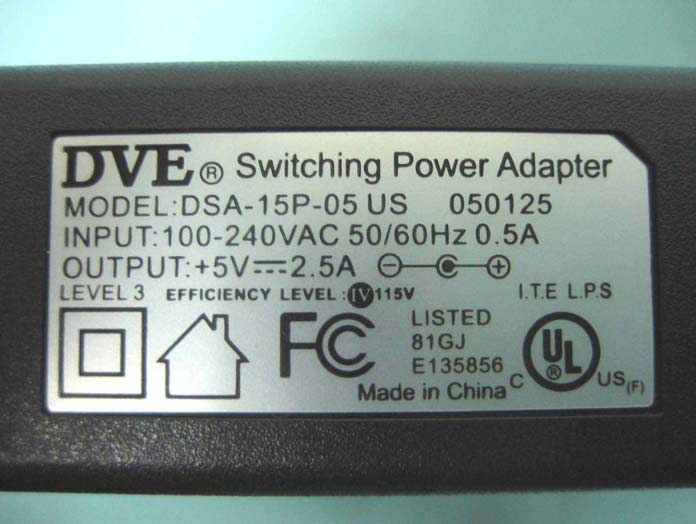 DVE® Switching Power Adapter
MODEL:DSA-15P-05 US 050125
INPUT:100-240VAC 50/60Hz 0.5A
OUTPUT:+5V⎓2.5A
LEVEL 3 EFFICIENCY LEVEL:IV 115V I.T.E L.P.S
FC
LISTED
81GJ
E135856
Made in China
C UL® US (F)